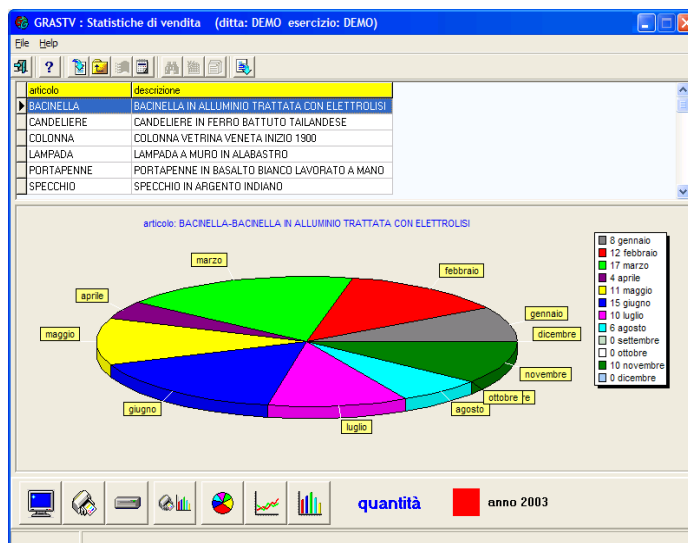 GRASTV : Statistiche di vendita (ditta: DEMO esercizio: DEMO)
File Help
articolo descrizione
BACINELLA BACINELLA IN ALLUMINIO TRATTATA CON ELETTROLISI
CANDELIERE CANDELIERE IN FERRO BATTUTO TAILANDESE
COLONNA COLONNA VETRINA VENETA INIZIO 1900
LAMPADA LAMPADA A MURO IN ALABASTRO
PORTAPENNE PORTAPENNE IN BASALTO BIANCO LAVORATO A MANO
SPECCHIO SPECCHIO IN ARGENTO INDIANO
articolo: BACINELLA-BACINELLA IN ALLUMINIO TRATTATA CON ELETTROLISI
marzo
febbraio
aprile
gennaio
maggio
dicembre
novembre
ottobre re
giugno
agosto
luglio
8 gennaio
12 febbraio
17 marzo
4 aprile
11 maggio
15 giugno
10 luglio
6 agosto
0 settembre
0 ottobre
10 novembre
0 dicembre
quantità anno 2003